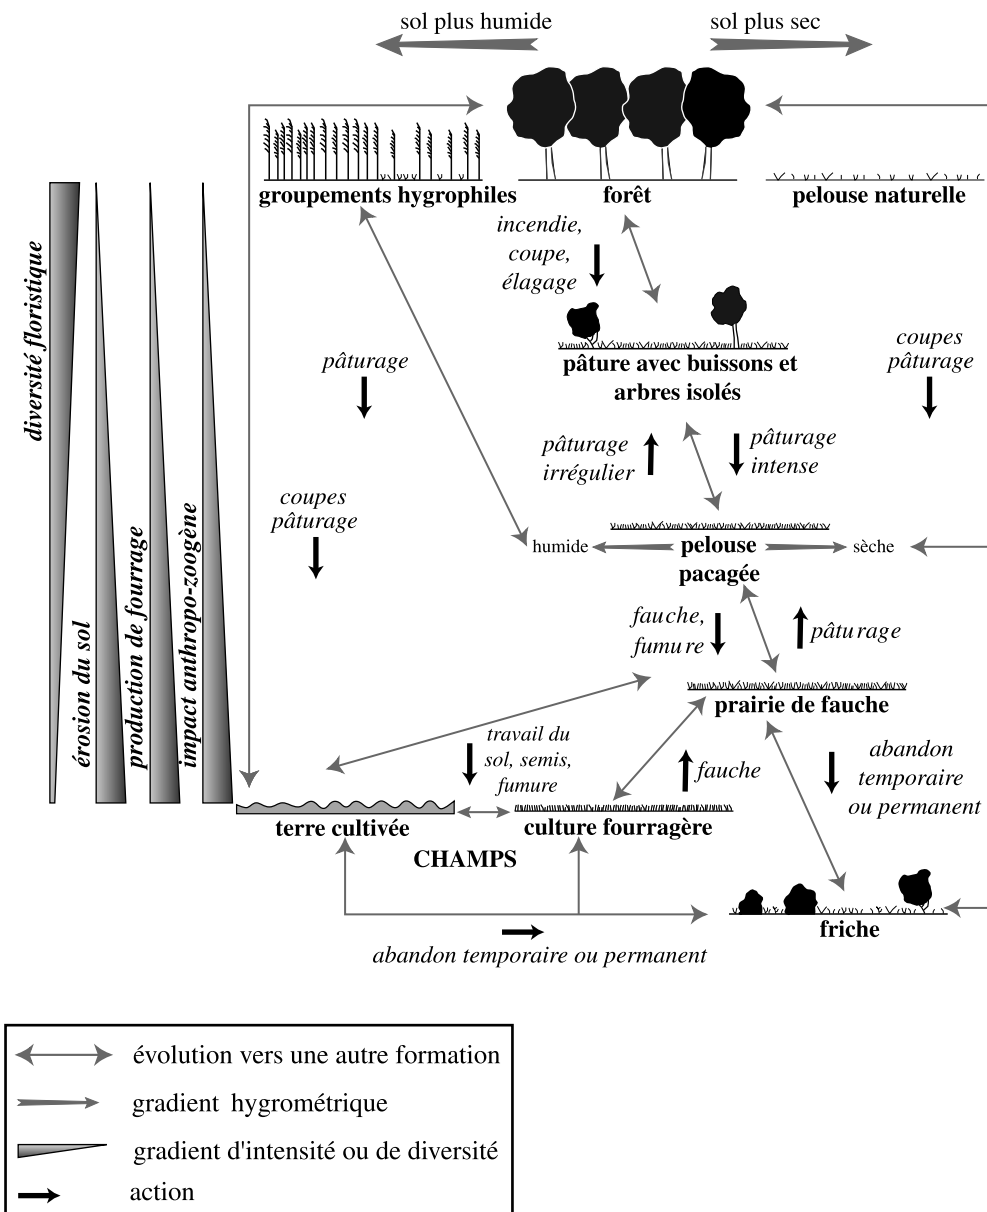 sol plus humide
sol plus sec
groupements hygrophiles
forêt
pelouse naturelle
diversité floristique
érosion du sol
production de fourrage
impact anthropo-zoogène
incendie,
coupe,
élagage
pâture avec buissons et
arbres isolés
pâturage
coupes
pâturage
pâturage
irrégulier
pâturage
intense
coupes
pâturage
humide
pelouse
pacagée
sèche
fauche,
fumure
pâturage
prairie de fauche
travail du
sol, semis,
fumure
fauche
abandon
temporaire
ou permanent
terre cultivée
culture fourragère
CHAMPS
friche
abandon temporaire ou permanent
évolution vers une autre formation
gradient hygrométrique
gradient d'intensité ou de diversité
action